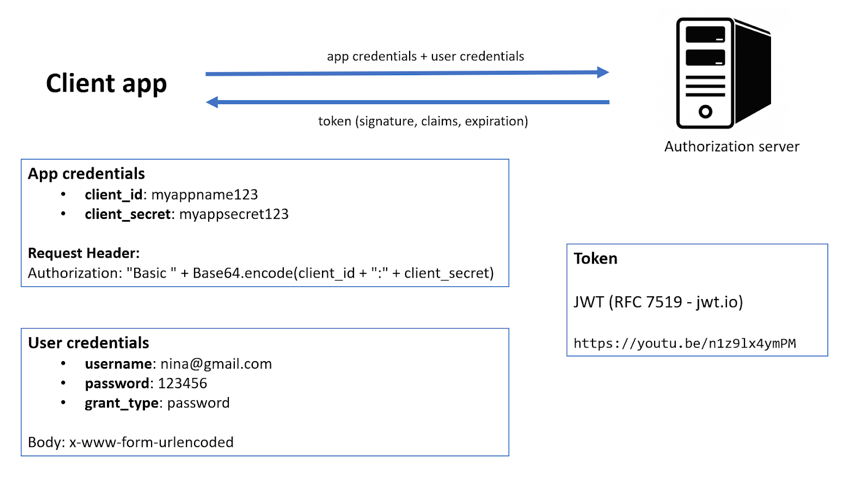 app credentials + user credentials
Client app
token (signature, claims, expiration)
Authorization server
App credentials
• client_id: myappname123
• client_secret: myappsecret123
Request Header:
Authorization: "Basic " + Base64.encode(client_id + ":" + client_secret)
Token
JWT (RFC 7519 - jwt.io)
https://youtu.be/n1z9lx4ymPM
User credentials
• username: nina@gmail.com
• password: 123456
• grant_type: password
Body: x-www-form-urlencoded